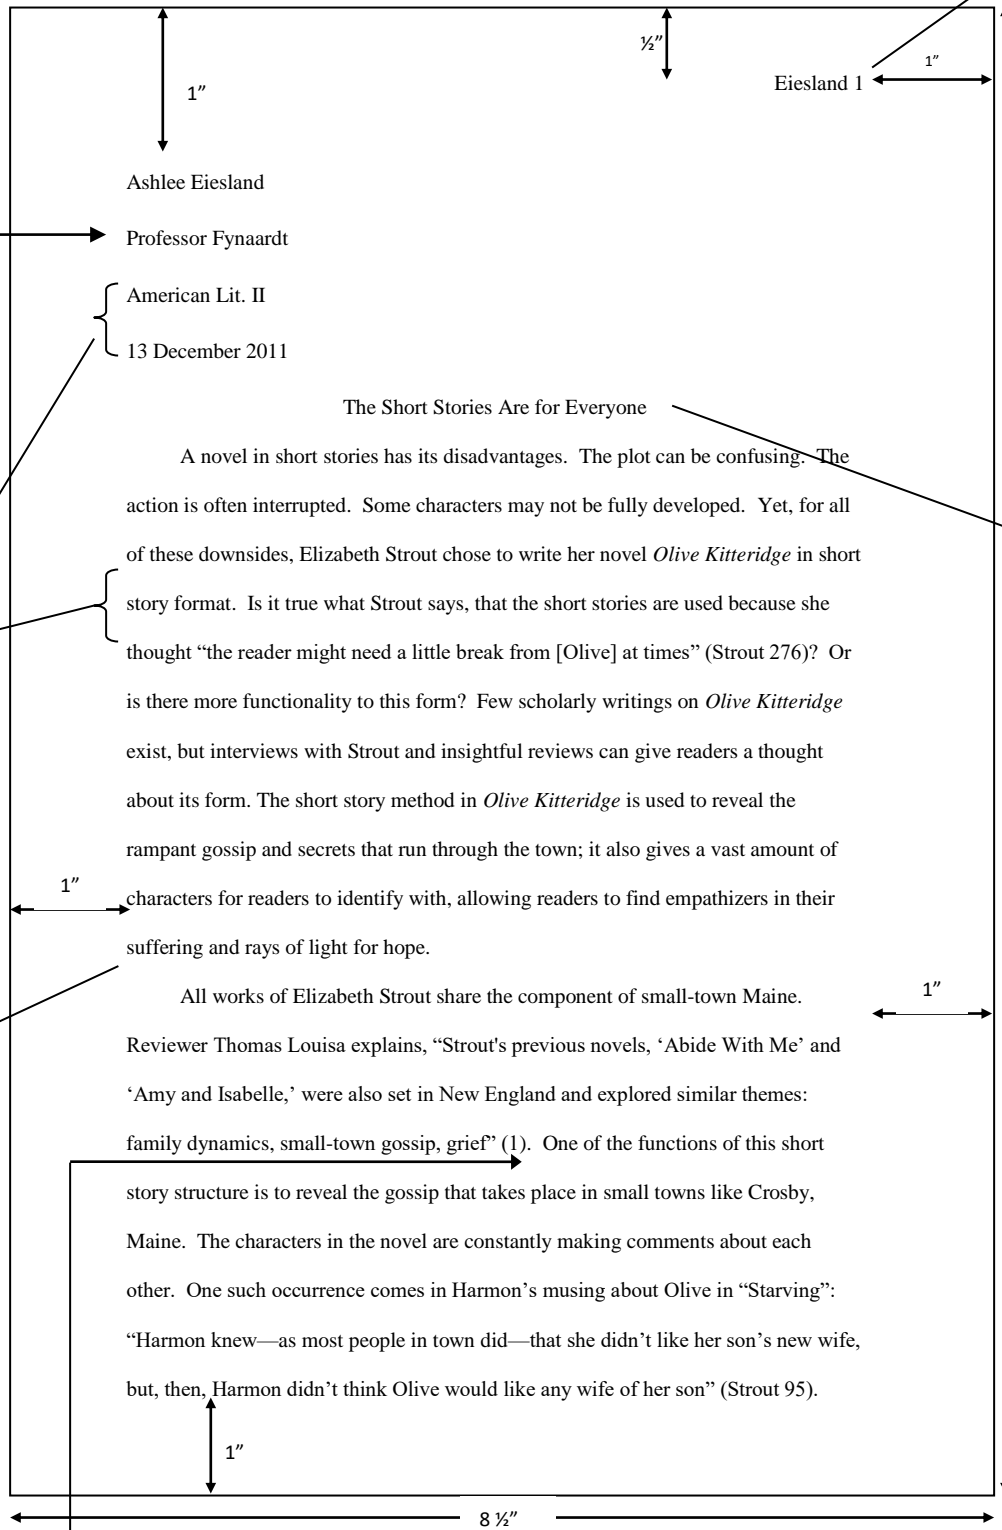 ½”
1”
Eiesland 1
1”
Ashlee Eiesland
Professor Fynaardt
American Lit. II
13 December 2011
The Short Stories Are for Everyone
A novel in short stories has its disadvantages.  The plot can be confusing.  The
action is often interrupted.  Some characters may not be fully developed.  Yet, for all
of these downsides, Elizabeth Strout chose to write her novel Olive Kitteridge in short
story format.  Is it true what Strout says, that the short stories are used because she
thought “the reader might need a little break from [Olive] at times” (Strout 276)?  Or
is there more functionality to this form?  Few scholarly writings on Olive Kitteridge
exist, but interviews with Strout and insightful reviews can give readers a thought
about its form. The short story method in Olive Kitteridge is used to reveal the
rampant gossip and secrets that run through the town; it also gives a vast amount of
1”
characters for readers to identify with, allowing readers to find empathizers in their
suffering and rays of light for hope.
All works of Elizabeth Strout share the component of small-town Maine.
1”
Reviewer Thomas Louisa explains, “Strout's previous novels, ‘Abide With Me’ and
‘Amy and Isabelle,’ were also set in New England and explored similar themes:
family dynamics, small-town gossip, grief” (1).  One of the functions of this short
story structure is to reveal the gossip that takes place in small towns like Crosby,
Maine.  The characters in the novel are constantly making comments about each
other.  One such occurrence comes in Harmon’s musing about Olive in “Starving”:
“Harmon knew—as most people in town did—that she didn’t like her son’s new wife,
but, then, Harmon didn’t think Olive would like any wife of her son” (Strout 95).
1”
8 ½”